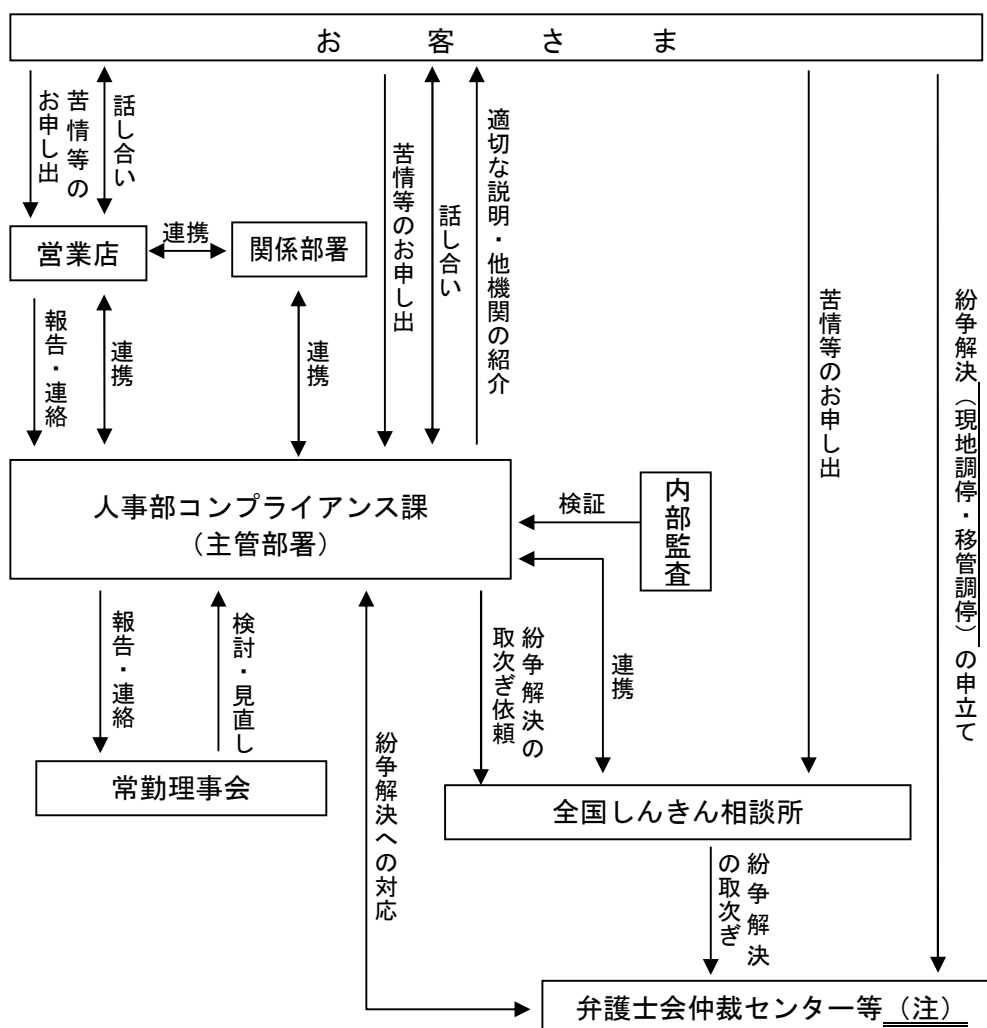 お客さま
苦情等の
お申し出
話し合い
苦情等のお申し出
話し合い
適切な説明・他機関の紹介
苦情等のお申し出
紛争解決（現地調停・移管調停）の申立て
営業店
連携
関係部署
報告・連絡
連携
連携
人事部コンプライアンス課
（主管部署）
検証
内部監査
報告・連絡
検討・見直し
紛争解決への対応
紛争解決の
取次ぎ依頼
連携
常勤理事会
全国しんきん相談所
紛争解決
の取次ぎ
弁護士会仲裁センター等（注）